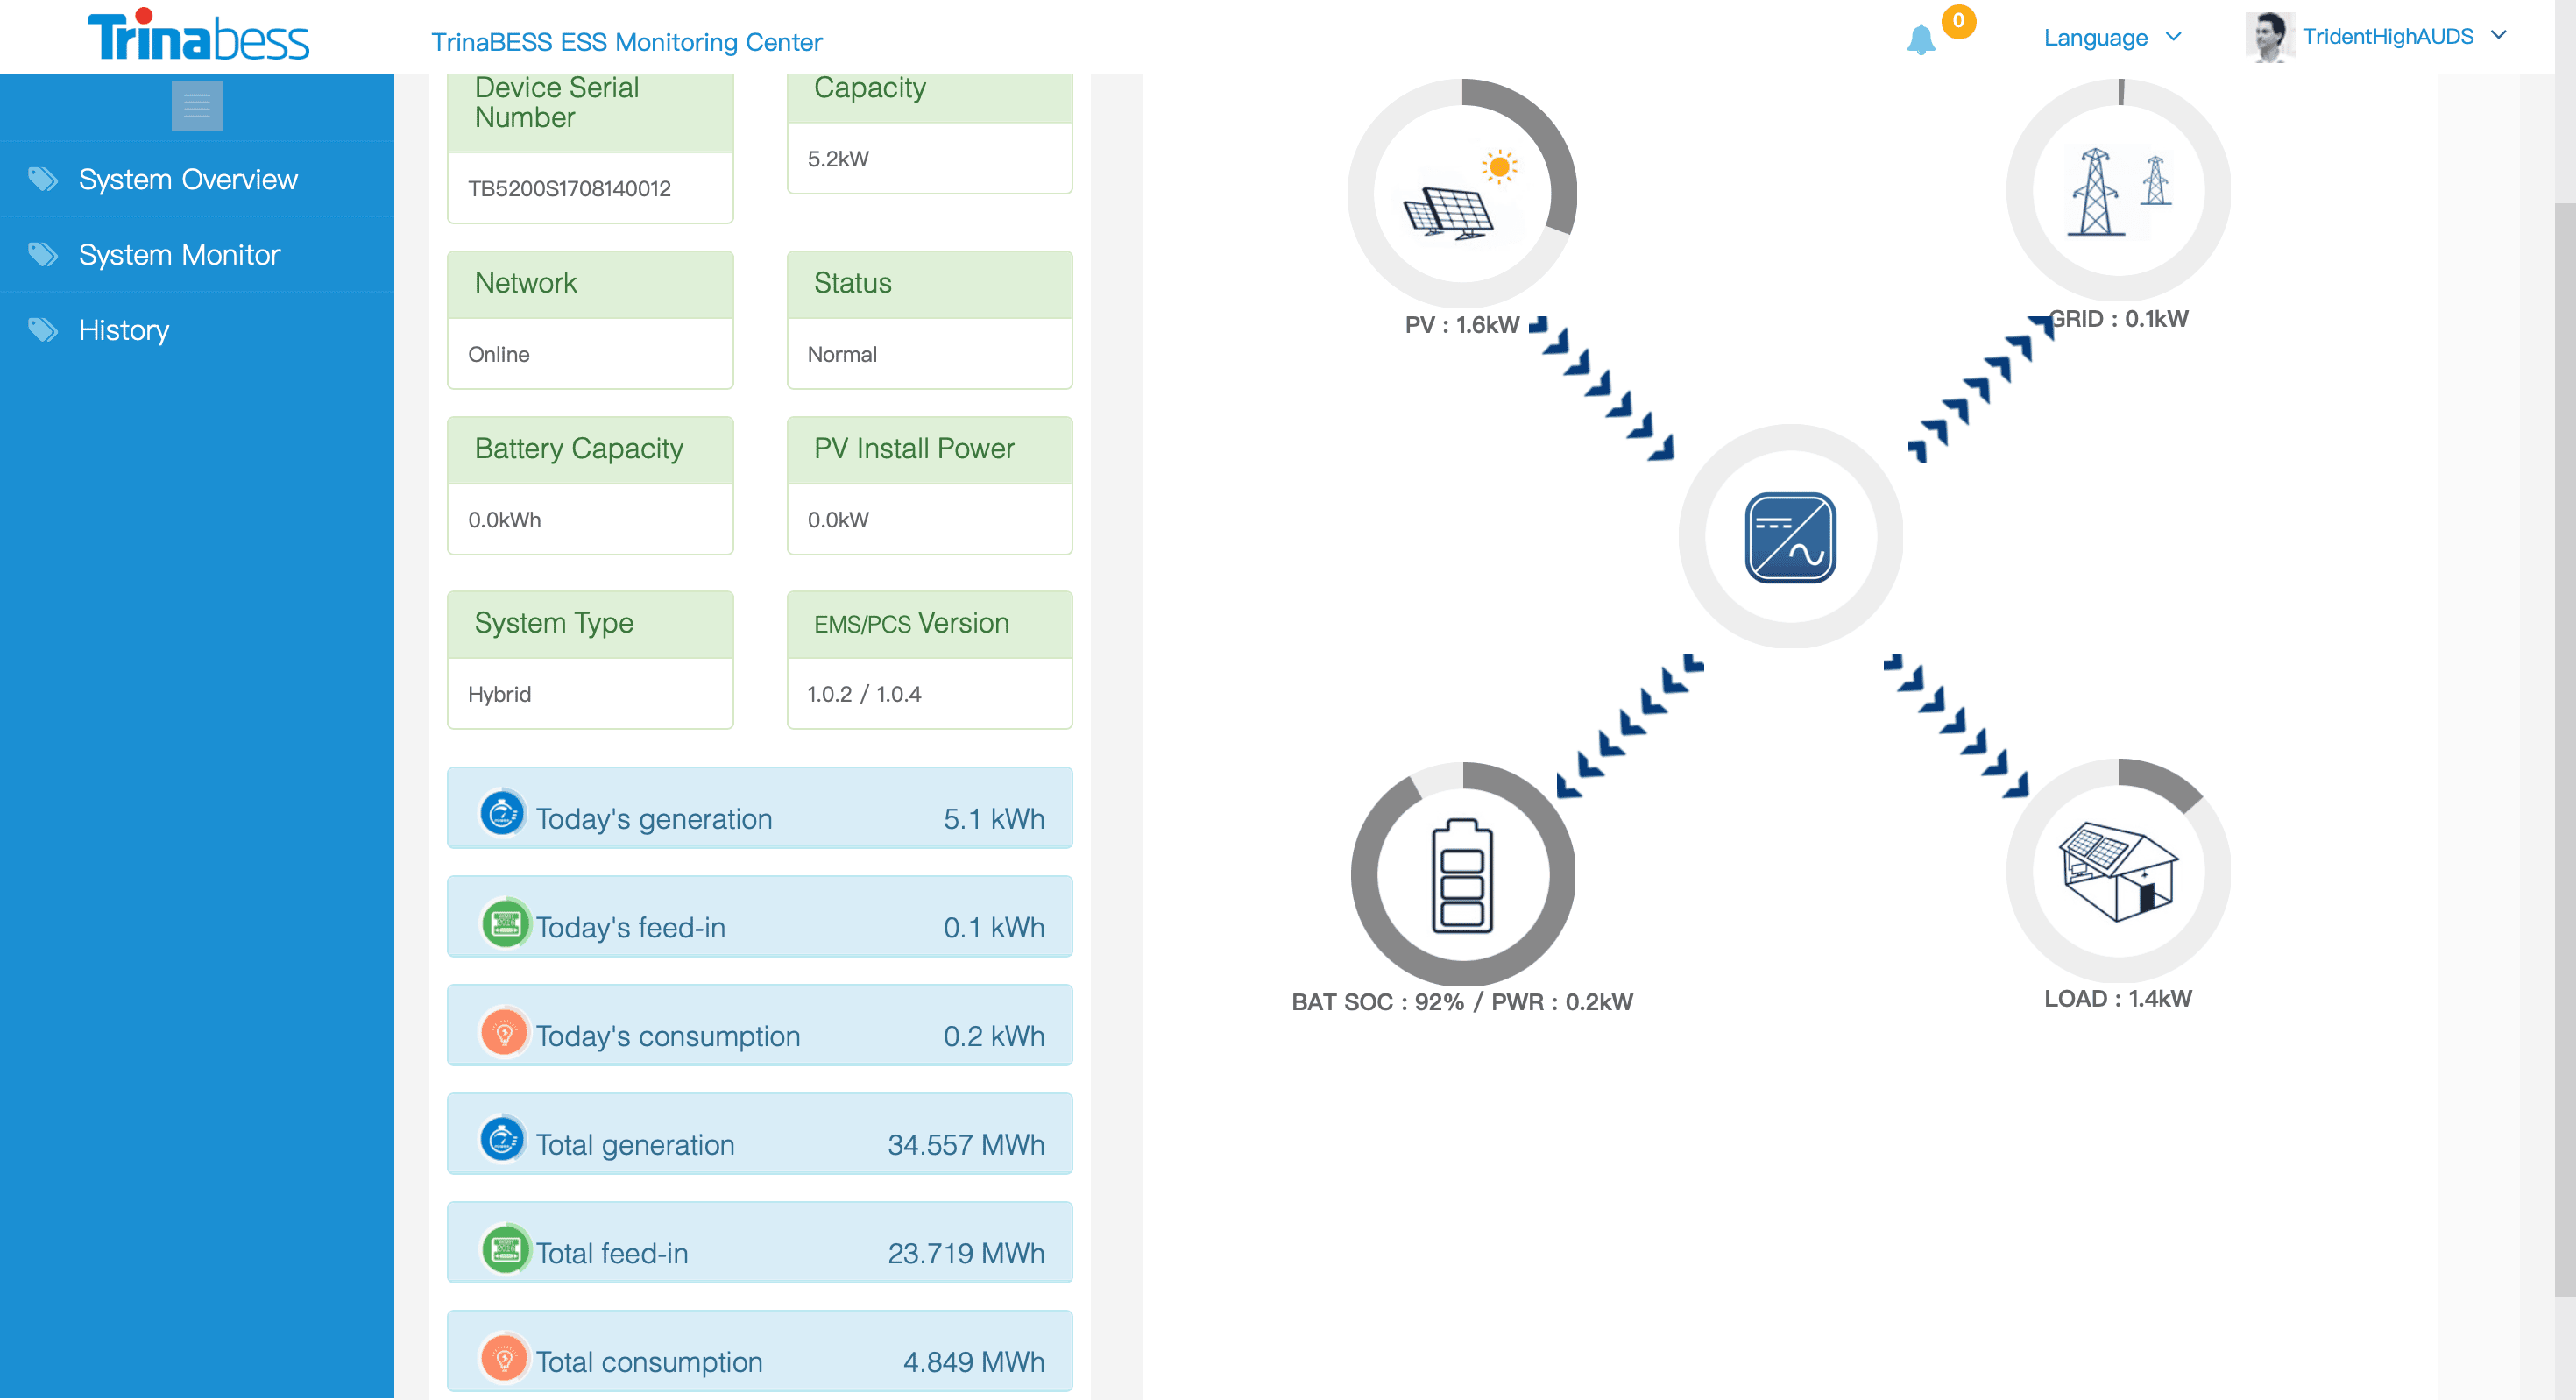 Trinabess
TrinaBESS ESS Monitoring Center
0
Language
TridentHighAUDS
System Overview
System Monitor
History
Device Serial
Number
TB5200S1708140012
Capacity
5.2kW
Network
Online
Status
Normal
Battery Capacity
0.0kWh
PV Install Power
0.0kW
System Type
Hybrid
EMS/PCS Version
1.0.2 / 1.0.4
Today's generation 5.1 kWh
Today's feed-in 0.1 kWh
Today's consumption 0.2 kWh
Total generation 34.557 MWh
Total feed-in 23.719 MWh
Total consumption 4.849 MWh
PV : 1.6kW
GRID : 0.1kW
BAT SOC : 92% / PWR : 0.2kW
LOAD : 1.4kW